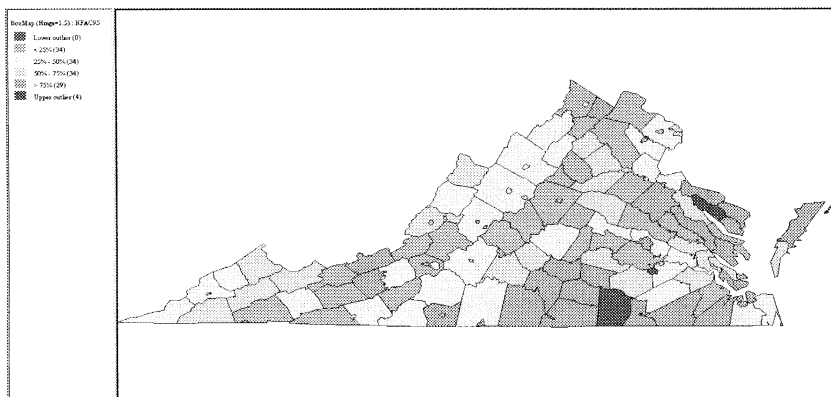 BoxMap (Hinge=1.5) : NFAC95
Lower outlier (0)
< 25% (34)
25% - 50% (34)
50% - 75% (34)
> 75% (29)
Upper outlier (4)